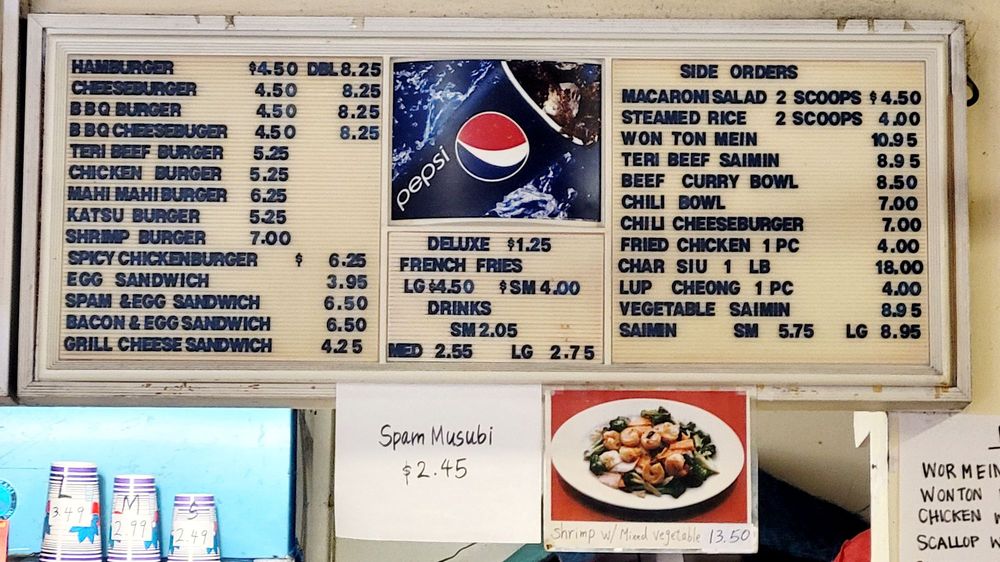 HAMBURGER $4.50 DBL 8.25
CHEESEBURGER 4.50 8.25
B B Q BURGER 4.50 8.25
B B Q CHEESEBUGER 4.50 8.25
TERI BEEF BURGER 5.25
CHICKEN BURGER 5.25
MAHI MAHI BURGER 6.25
KATSU BURGER 5.25
SHRIMP BURGER 7.00
SPICY CHICKENBURGER $ 6.25
EGG SANDWICH 3.95
SPAM & EGG SANDWICH 6.50
BACON & EGG SANDWICH 6.50
GRILL CHEESE SANDWICH 4.25
pepsi
DELUXE $1.25
FRENCH FRIES
LG $4.50 $SM 4.00
DRINKS
SM 2.05
MED 2.55 LG 2.75
SIDE ORDERS
MACARONI SALAD 2 SCOOPS $4.50
STEAMED RICE 2 SCOOPS 4.00
WON TON MEIN 10.95
TERI BEEF SAIMIN 8.95
BEEF CURRY BOWL 8.50
CHILI BOWL 7.00
CHILI CHEESEBURGER 7.00
FRIED CHICKEN 1 PC 4.00
CHAR SIU 1 LB 18.00
LUP CHEONG 1 PC 4.00
VEGETABLE SAIMIN 8.95
SAIMIN SM 5.75 LG 8.95
L
3.49
M
2.99
S
2.49
Spam Musubi
$2.45
Shrimp w/ Mixed Vegetable 13.50
WOR MEIN
WONTON
CHICKEN
SCALLOP